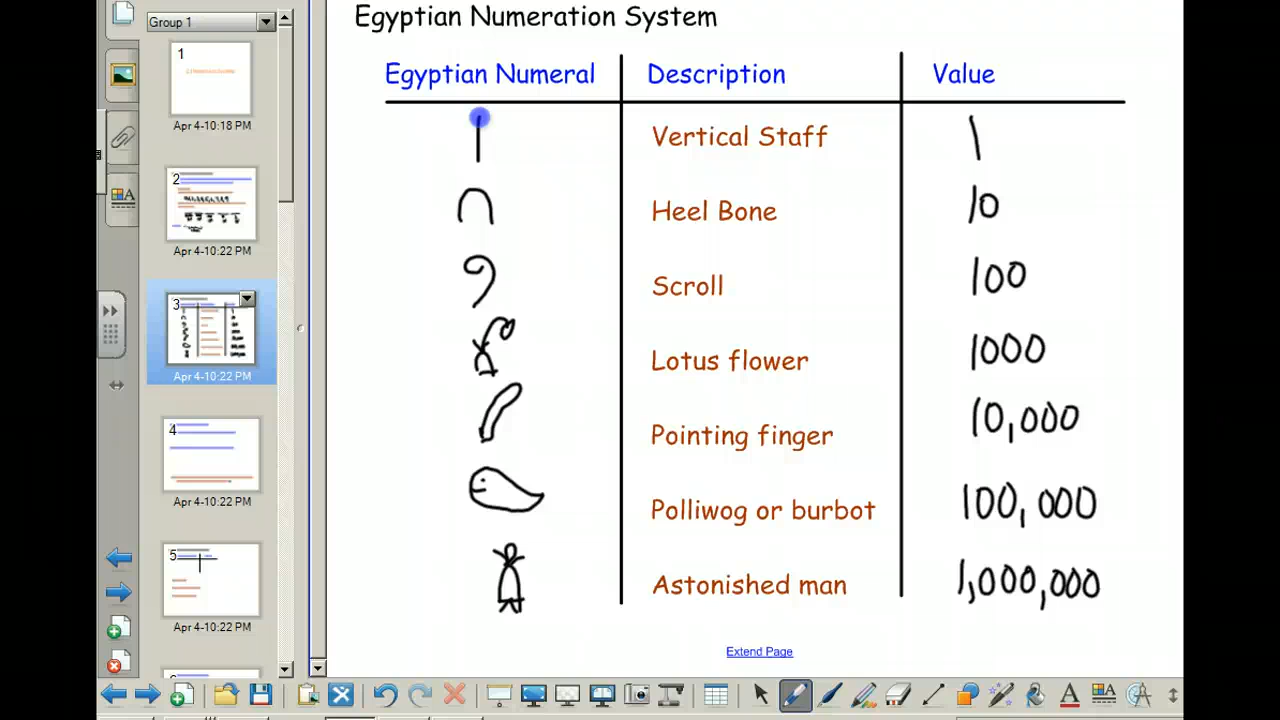 Group 1
1
Apr 4-10:18 PM
2
Apr 4-10:22 PM
3
Apr 4-10:22 PM
4
Apr 4-10:22 PM
5
Apr 4-10:22 PM
Egyptian Numeration System
Egyptian Numeral Description Value
Vertical Staff 1
Heel Bone 10
Scroll 100
Lotus flower 1000
Pointing finger 10,000
Polliwog or burbot 100,000
Astonished man 1,000,000
Extend Page